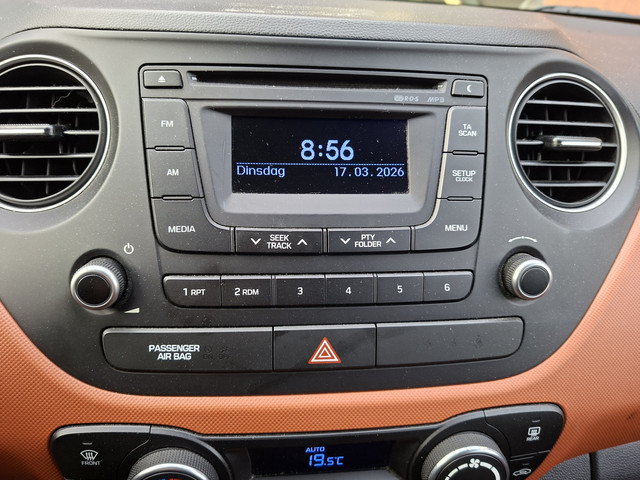 RDS MP3
FM
TA
SCAN
8:56
AM
Dinsdag 17.03.2026
SETUP
CLOCK
MEDIA
SEEK
TRACK
PTY
FOLDER
MENU
1 RPT
2 RDM
3
4
5
6
PASSENGER
AIR BAG
FRONT
AUTO
19.5°C
REAR